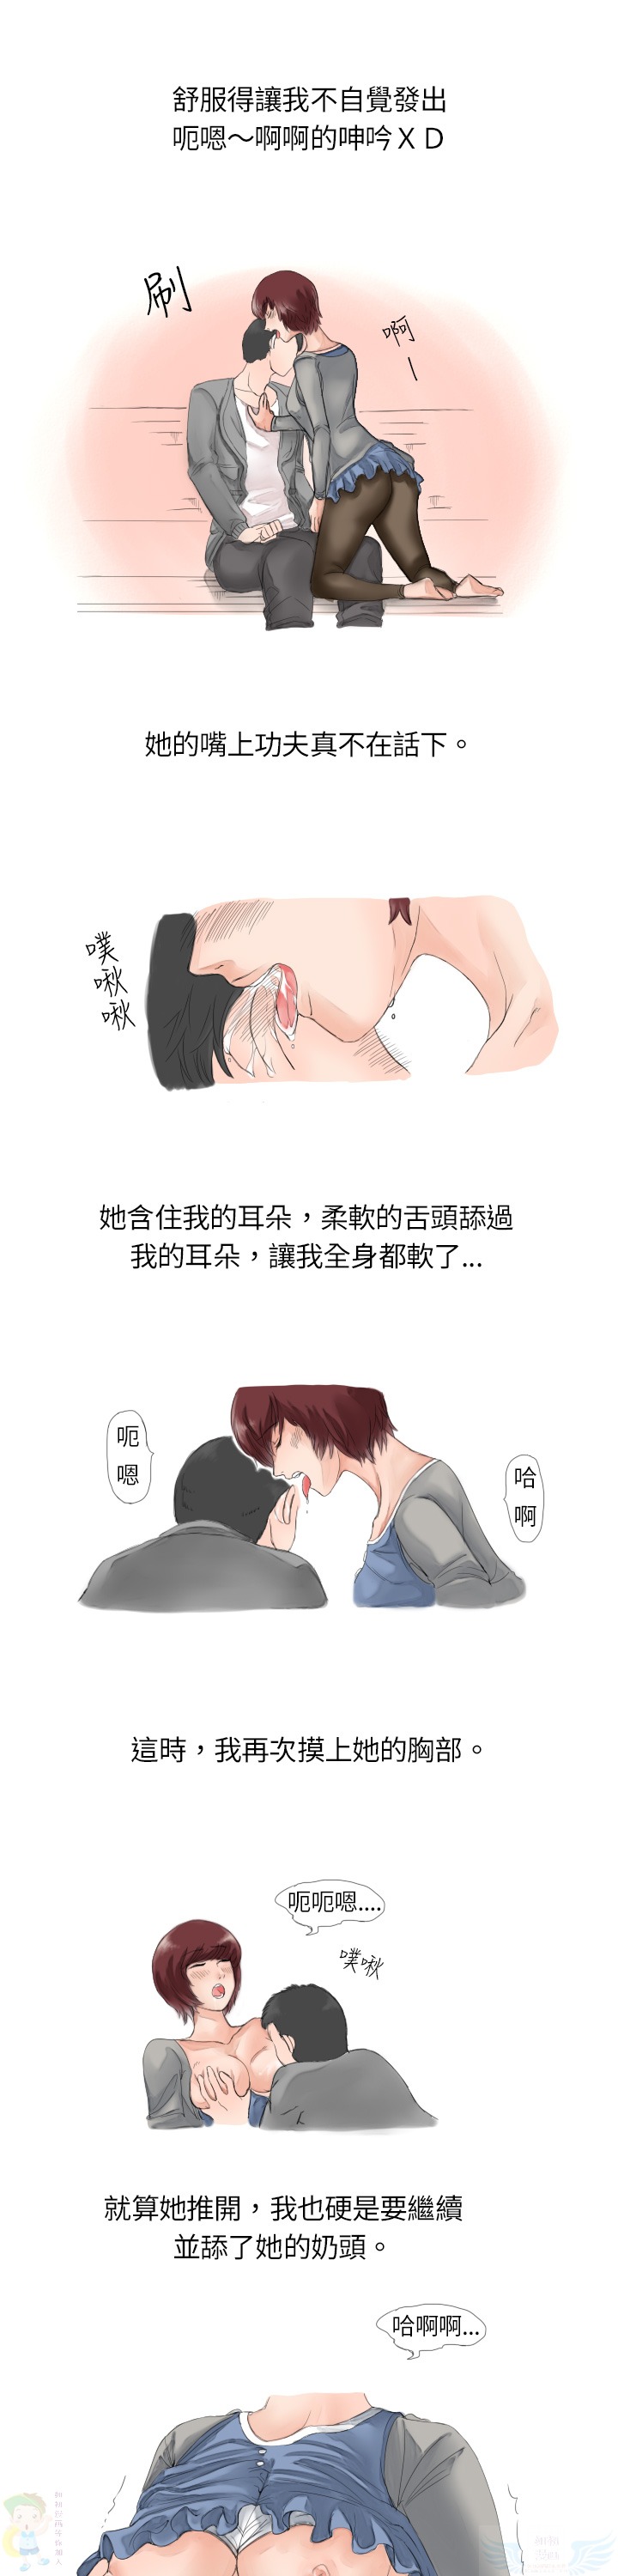 舒服得讓我不自覺發出
呃嗯～啊啊的呻吟ＸＤ
刷
啊
她的嘴上功夫真不在話下。
噗啾啾
她含住我的耳朵，柔軟的舌頭舔過
我的耳朵，讓我全身都軟了...
呃嗯
哈啊
這時，我再次摸上她的胸部。
呃呃嗯....
噗啾
就算她推開，我也硬是要繼續
並舔了她的奶頭。
哈啊啊...